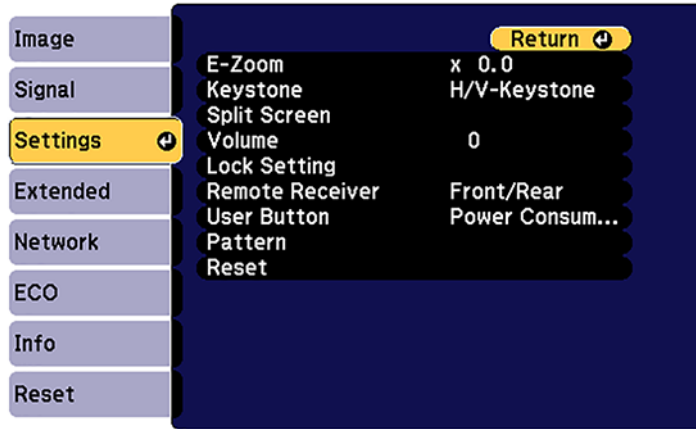 Image
Signal
Settings
Extended
Network
ECO
Info
Reset
Return
E-Zoom x 0.0
Keystone H/V-Keystone
Split Screen
Volume 0
Lock Setting
Remote Receiver Front/Rear
User Button Power Consum...
Pattern
Reset